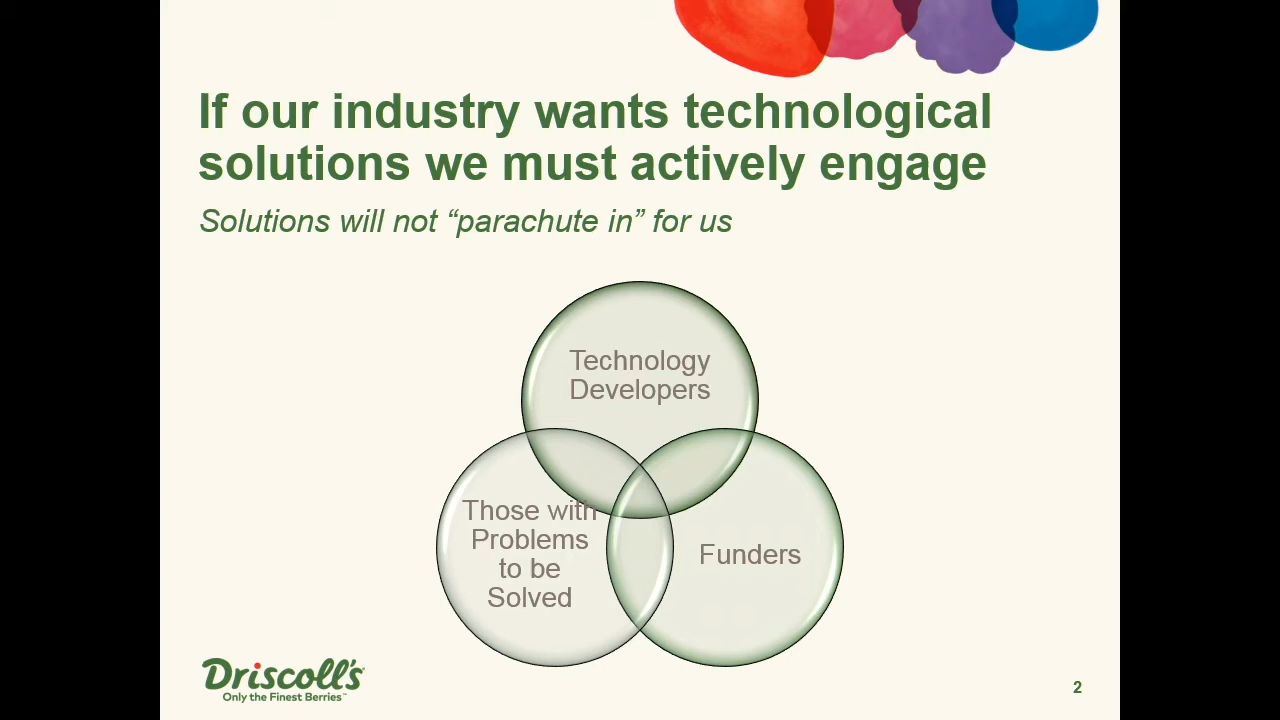 If our industry wants technological
solutions we must actively engage
Solutions will not “parachute in” for us
Technology
Developers
Those with
Problems
to be
Solved
Funders
Driscoll's
Only the Finest Berries™
2